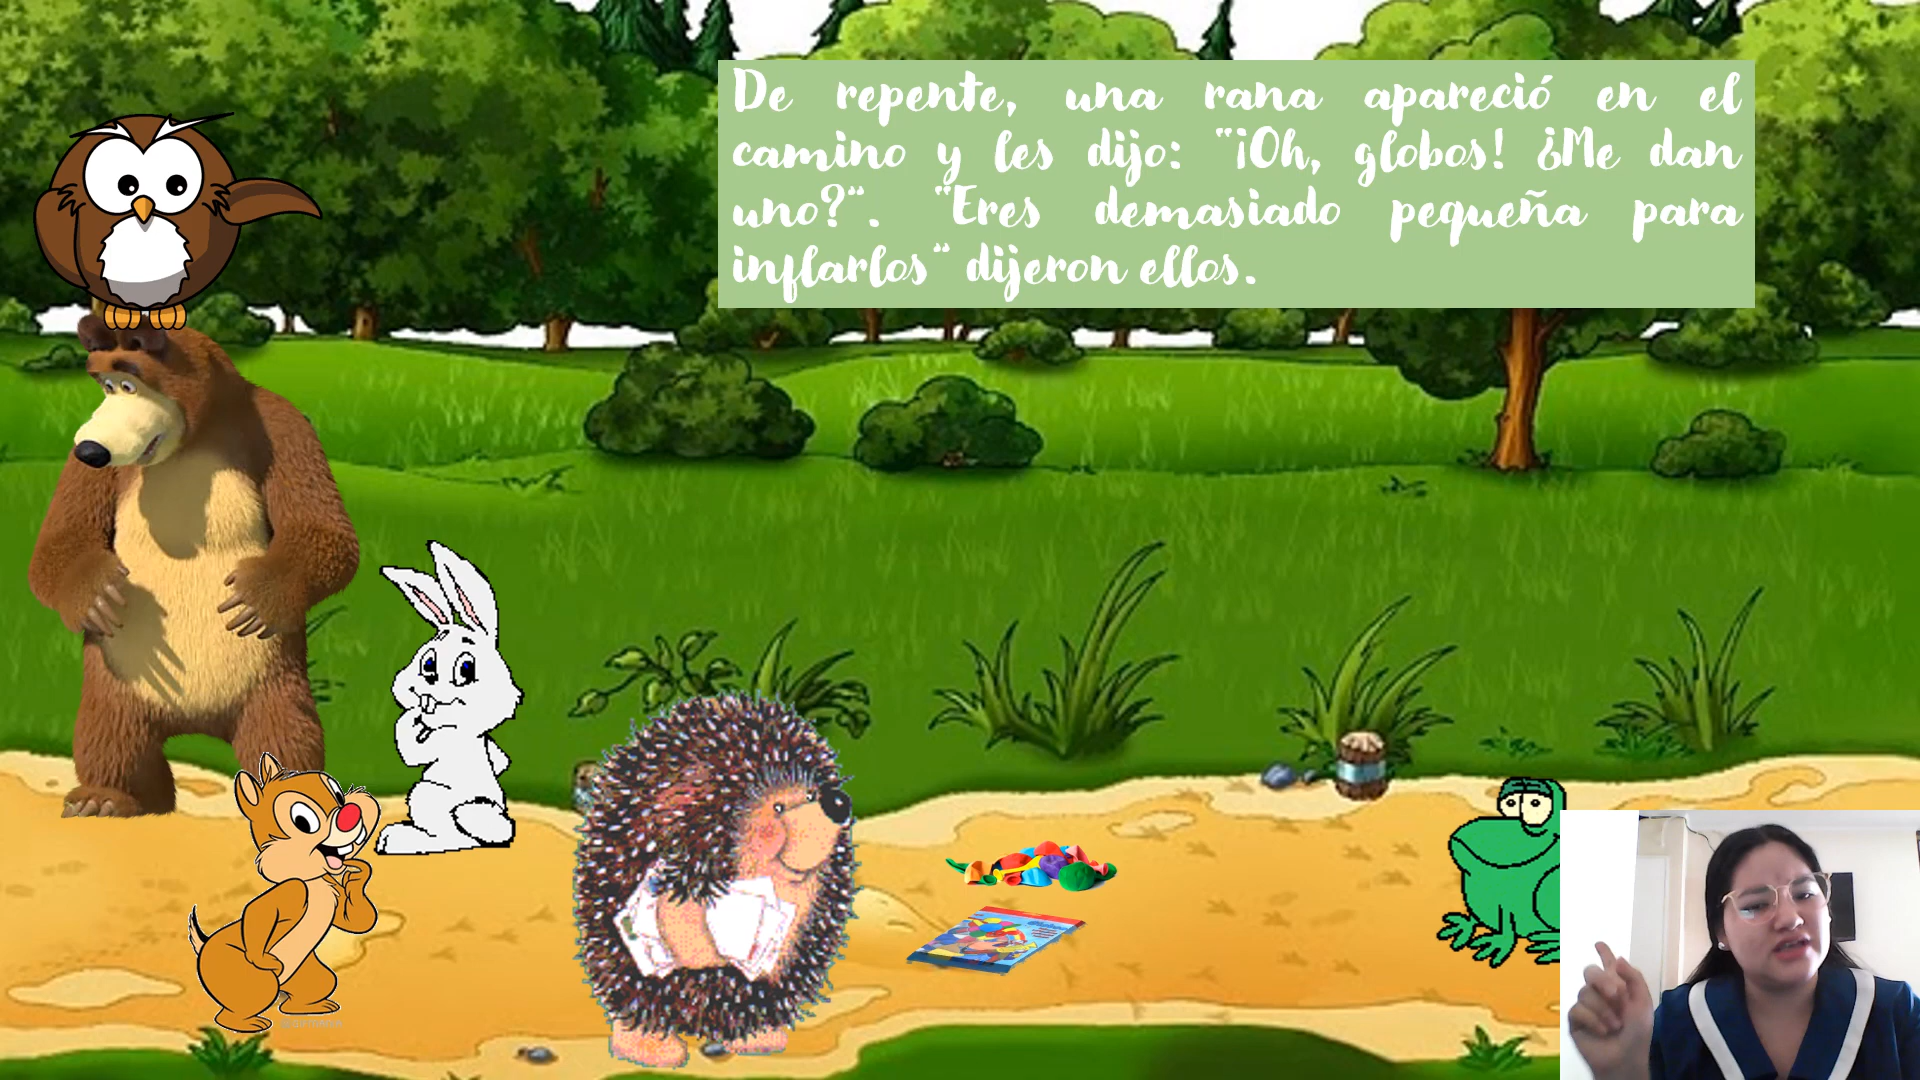 De repente, una rana apareció en el
camino y les dijo: "¡Oh, globos! ¿Me dan
uno?". "Eres demasiado pequeña para
inflarlos" dijeron ellos.